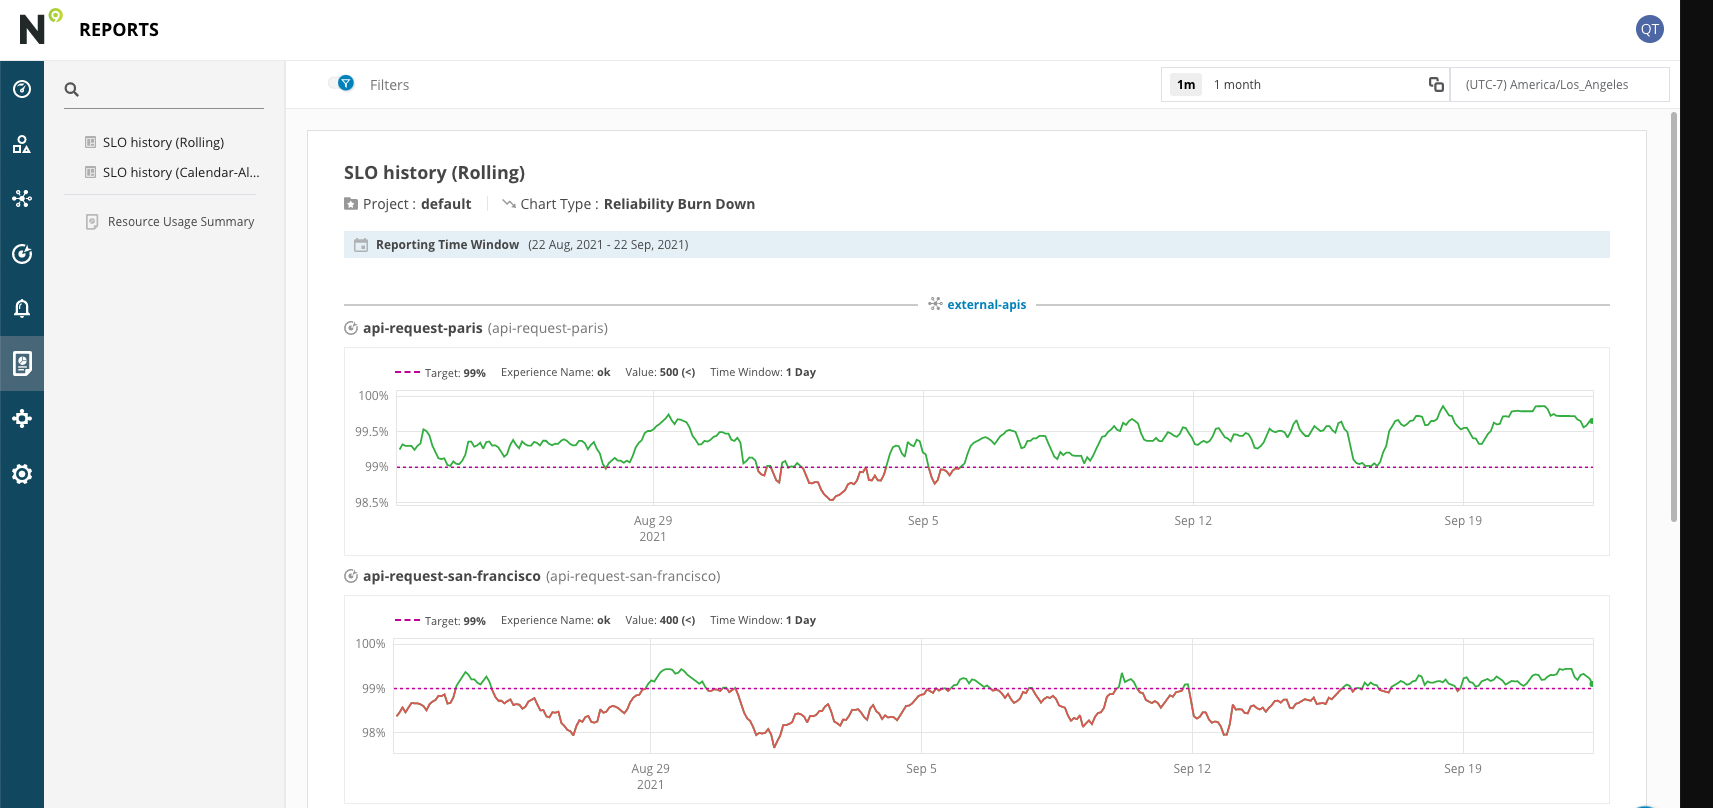 N9
REPORTS
QT
Filters
1m 1 month
(UTC-7) America/Los_Angeles
SLO history (Rolling)
SLO history (Calendar-Al...
Resource Usage Summary
SLO history (Rolling)
Project : default
Chart Type : Reliability Burn Down
Reporting Time Window (22 Aug, 2021 - 22 Sep, 2021)
external-apis
api-request-paris (api-request-paris)
Target: 99% Experience Name: ok Value: 500 (<) Time Window: 1 Day
100%
99.5%
99%
98.5%
Aug 29 Sep 5 Sep 12 Sep 19
2021
api-request-san-francisco (api-request-san-francisco)
Target: 99% Experience Name: ok Value: 400 (<) Time Window: 1 Day
100%
99%
98%
Aug 29 Sep 5 Sep 12 Sep 19
2021